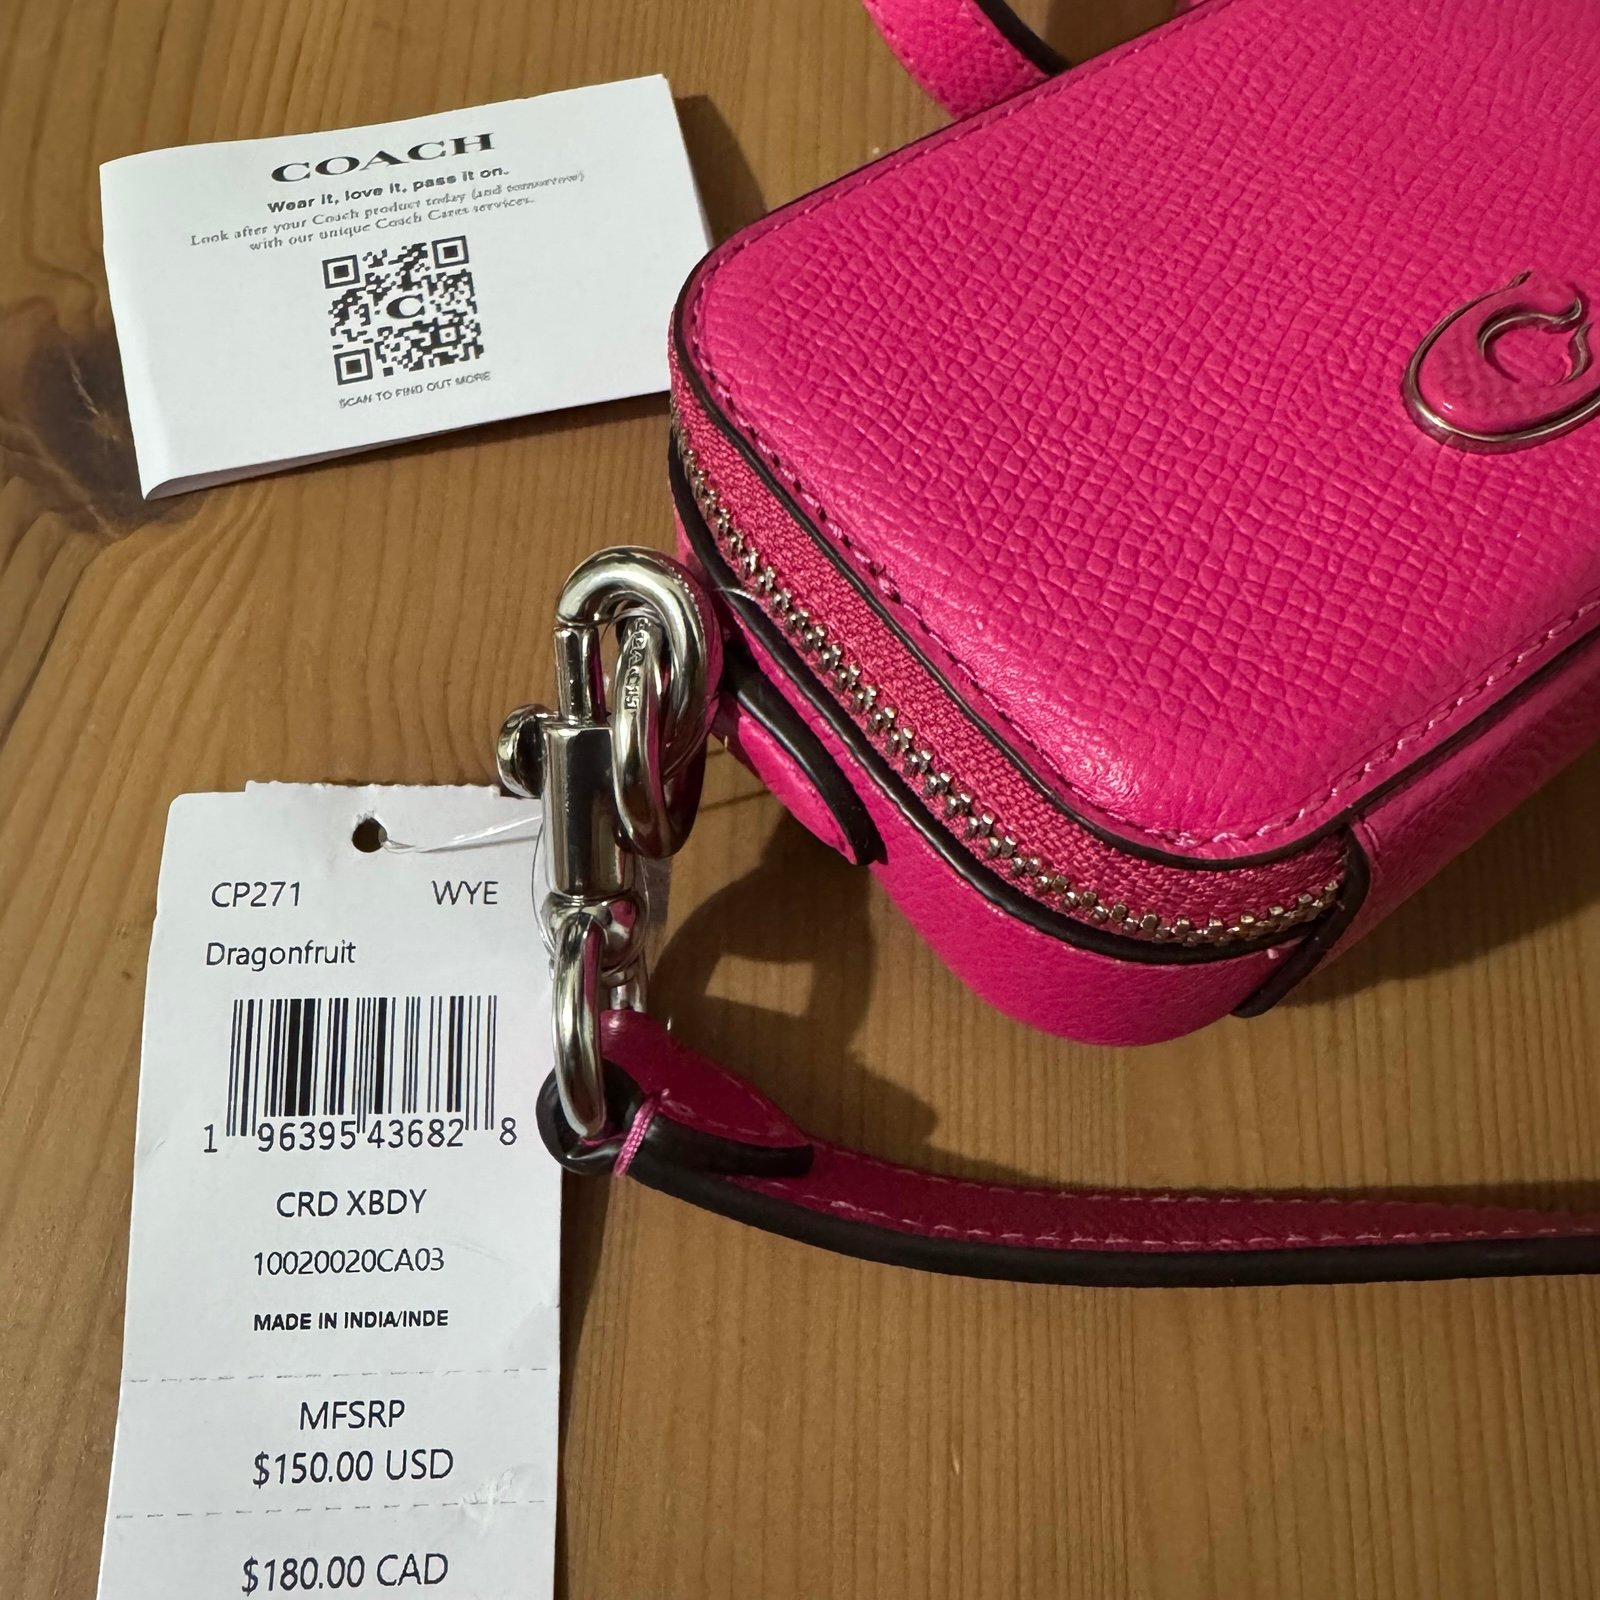 COACH
Wear it, love it, pass it on.
Look after your Coach product today (and tomorrow)
with our unique Coach Cares services.
C
SCAN TO FIND OUT MORE
COACH
CP271 WYE
Dragonfruit
1 96395 43682 8
CRD XBDY
10020020CA03
MADE IN INDIA/INDE
MFSRP
$150.00 USD
$180.00 CAD